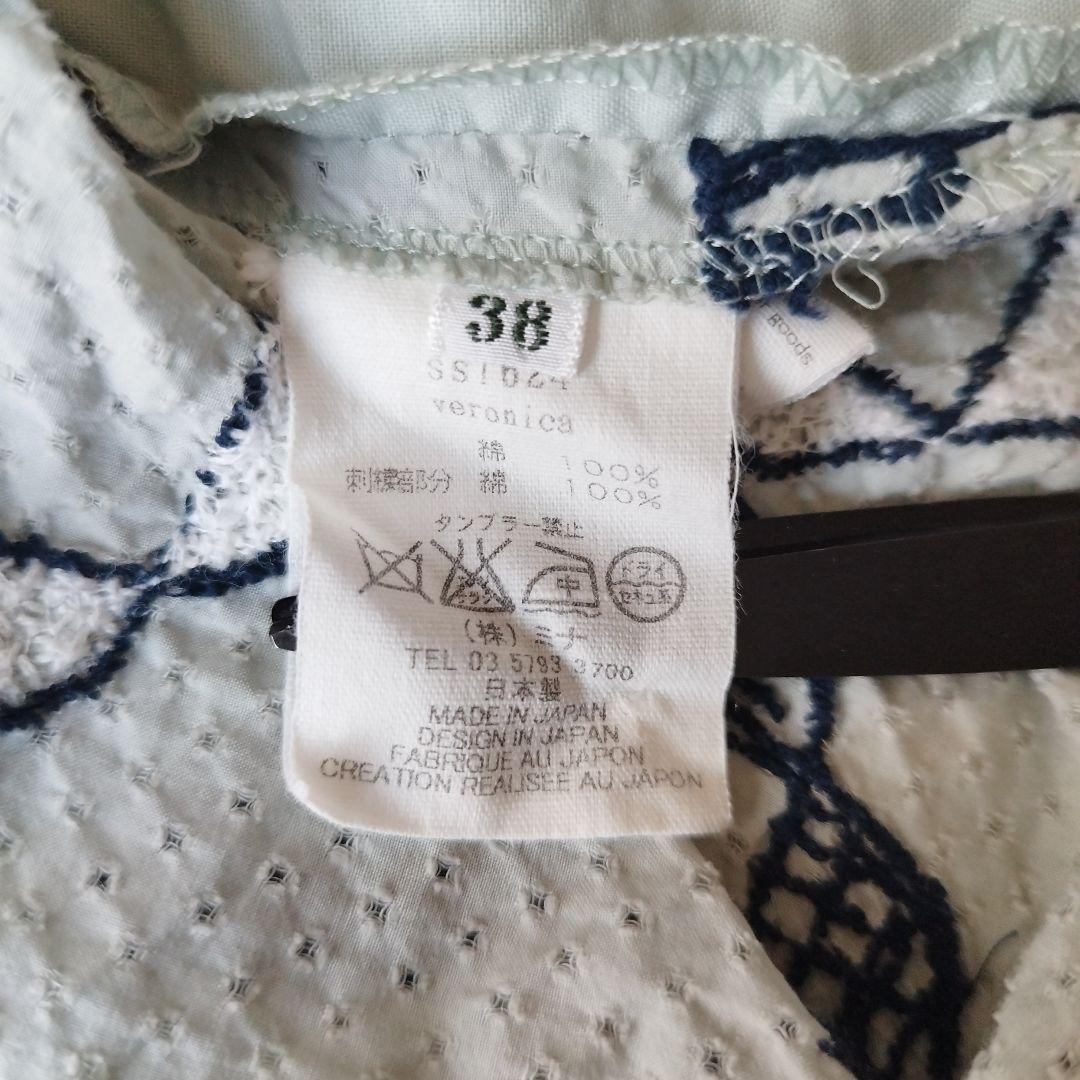 38
veronica
綿 100%
刺繍部分 綿 100%
タンブラー禁止
中
ドライ
セキユ系
(株)ミナ
TEL 03 5793 3700
日本製
MADE IN JAPAN
DESIGN IN JAPAN
FABRIQUE AU JAPON
CREATION REALISEE AU JAPON
goods